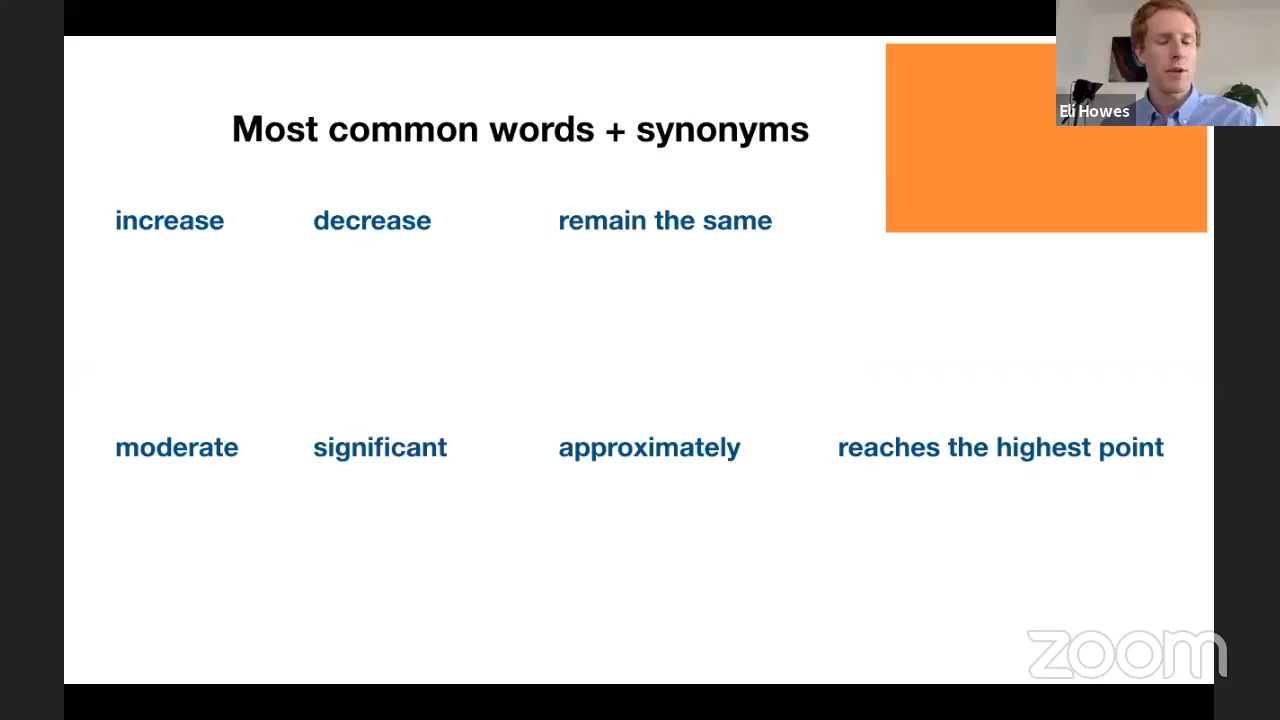 Eli Howes
Most common words + synonyms
increase decrease remain the same
moderate significant approximately reaches the highest point
zoom